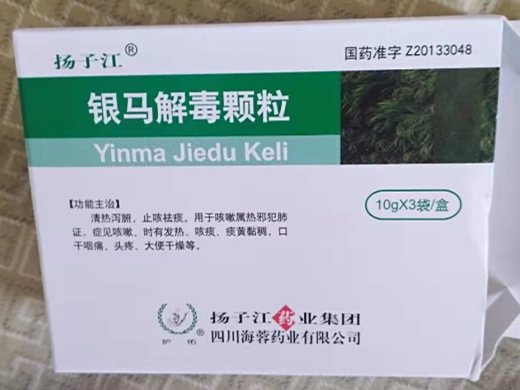 扬子江®
国药准字 Z20133048
银马解毒颗粒
Yinma Jiedu Keli
【功能主治】
清热泻腑，止咳祛痰。用于咳嗽属热邪犯肺
证，症见咳嗽、时有发热、咳痰、痰黄黏稠，口
干咽痛、头疼、大便干燥等。
10gX3袋/盒
护佑®
扬子江药业集团
四川海蓉药业有限公司